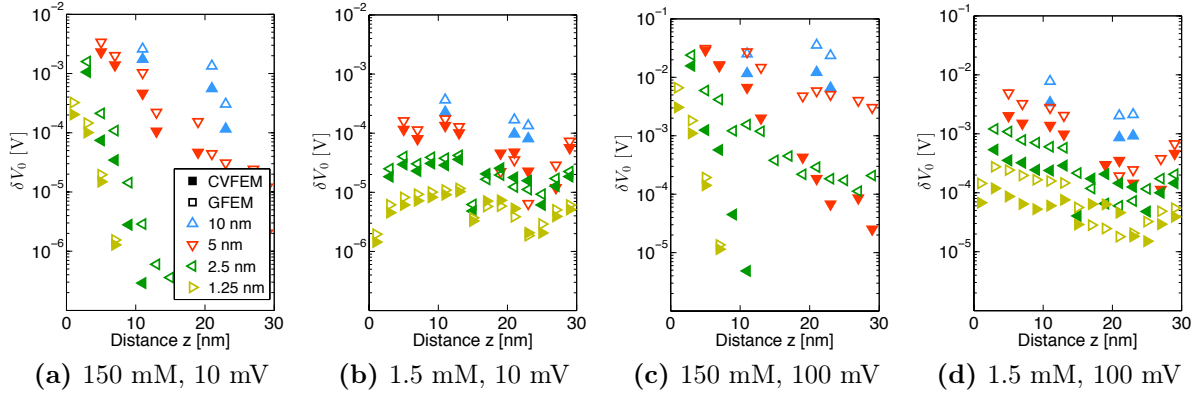 10⁻²
10⁻³
10⁻⁴
10⁻⁵
10⁻⁶
δV₀ [V]
0 10 20 30
Distance z [nm]
CVFEM
GFEM
10 nm
5 nm
2.5 nm
1.25 nm
(a) 150 mM, 10 mV
10⁻²
10⁻³
10⁻⁴
10⁻⁵
10⁻⁶
δV₀ [V]
0 10 20 30
Distance z [nm]
(b) 1.5 mM, 10 mV
10⁻¹
10⁻²
10⁻³
10⁻⁴
10⁻⁵
δV₀ [V]
0 10 20 30
Distance z [nm]
(c) 150 mM, 100 mV
10⁻¹
10⁻²
10⁻³
10⁻⁴
10⁻⁵
δV₀ [V]
0 10 20 30
Distance z [nm]
(d) 1.5 mM, 100 mV